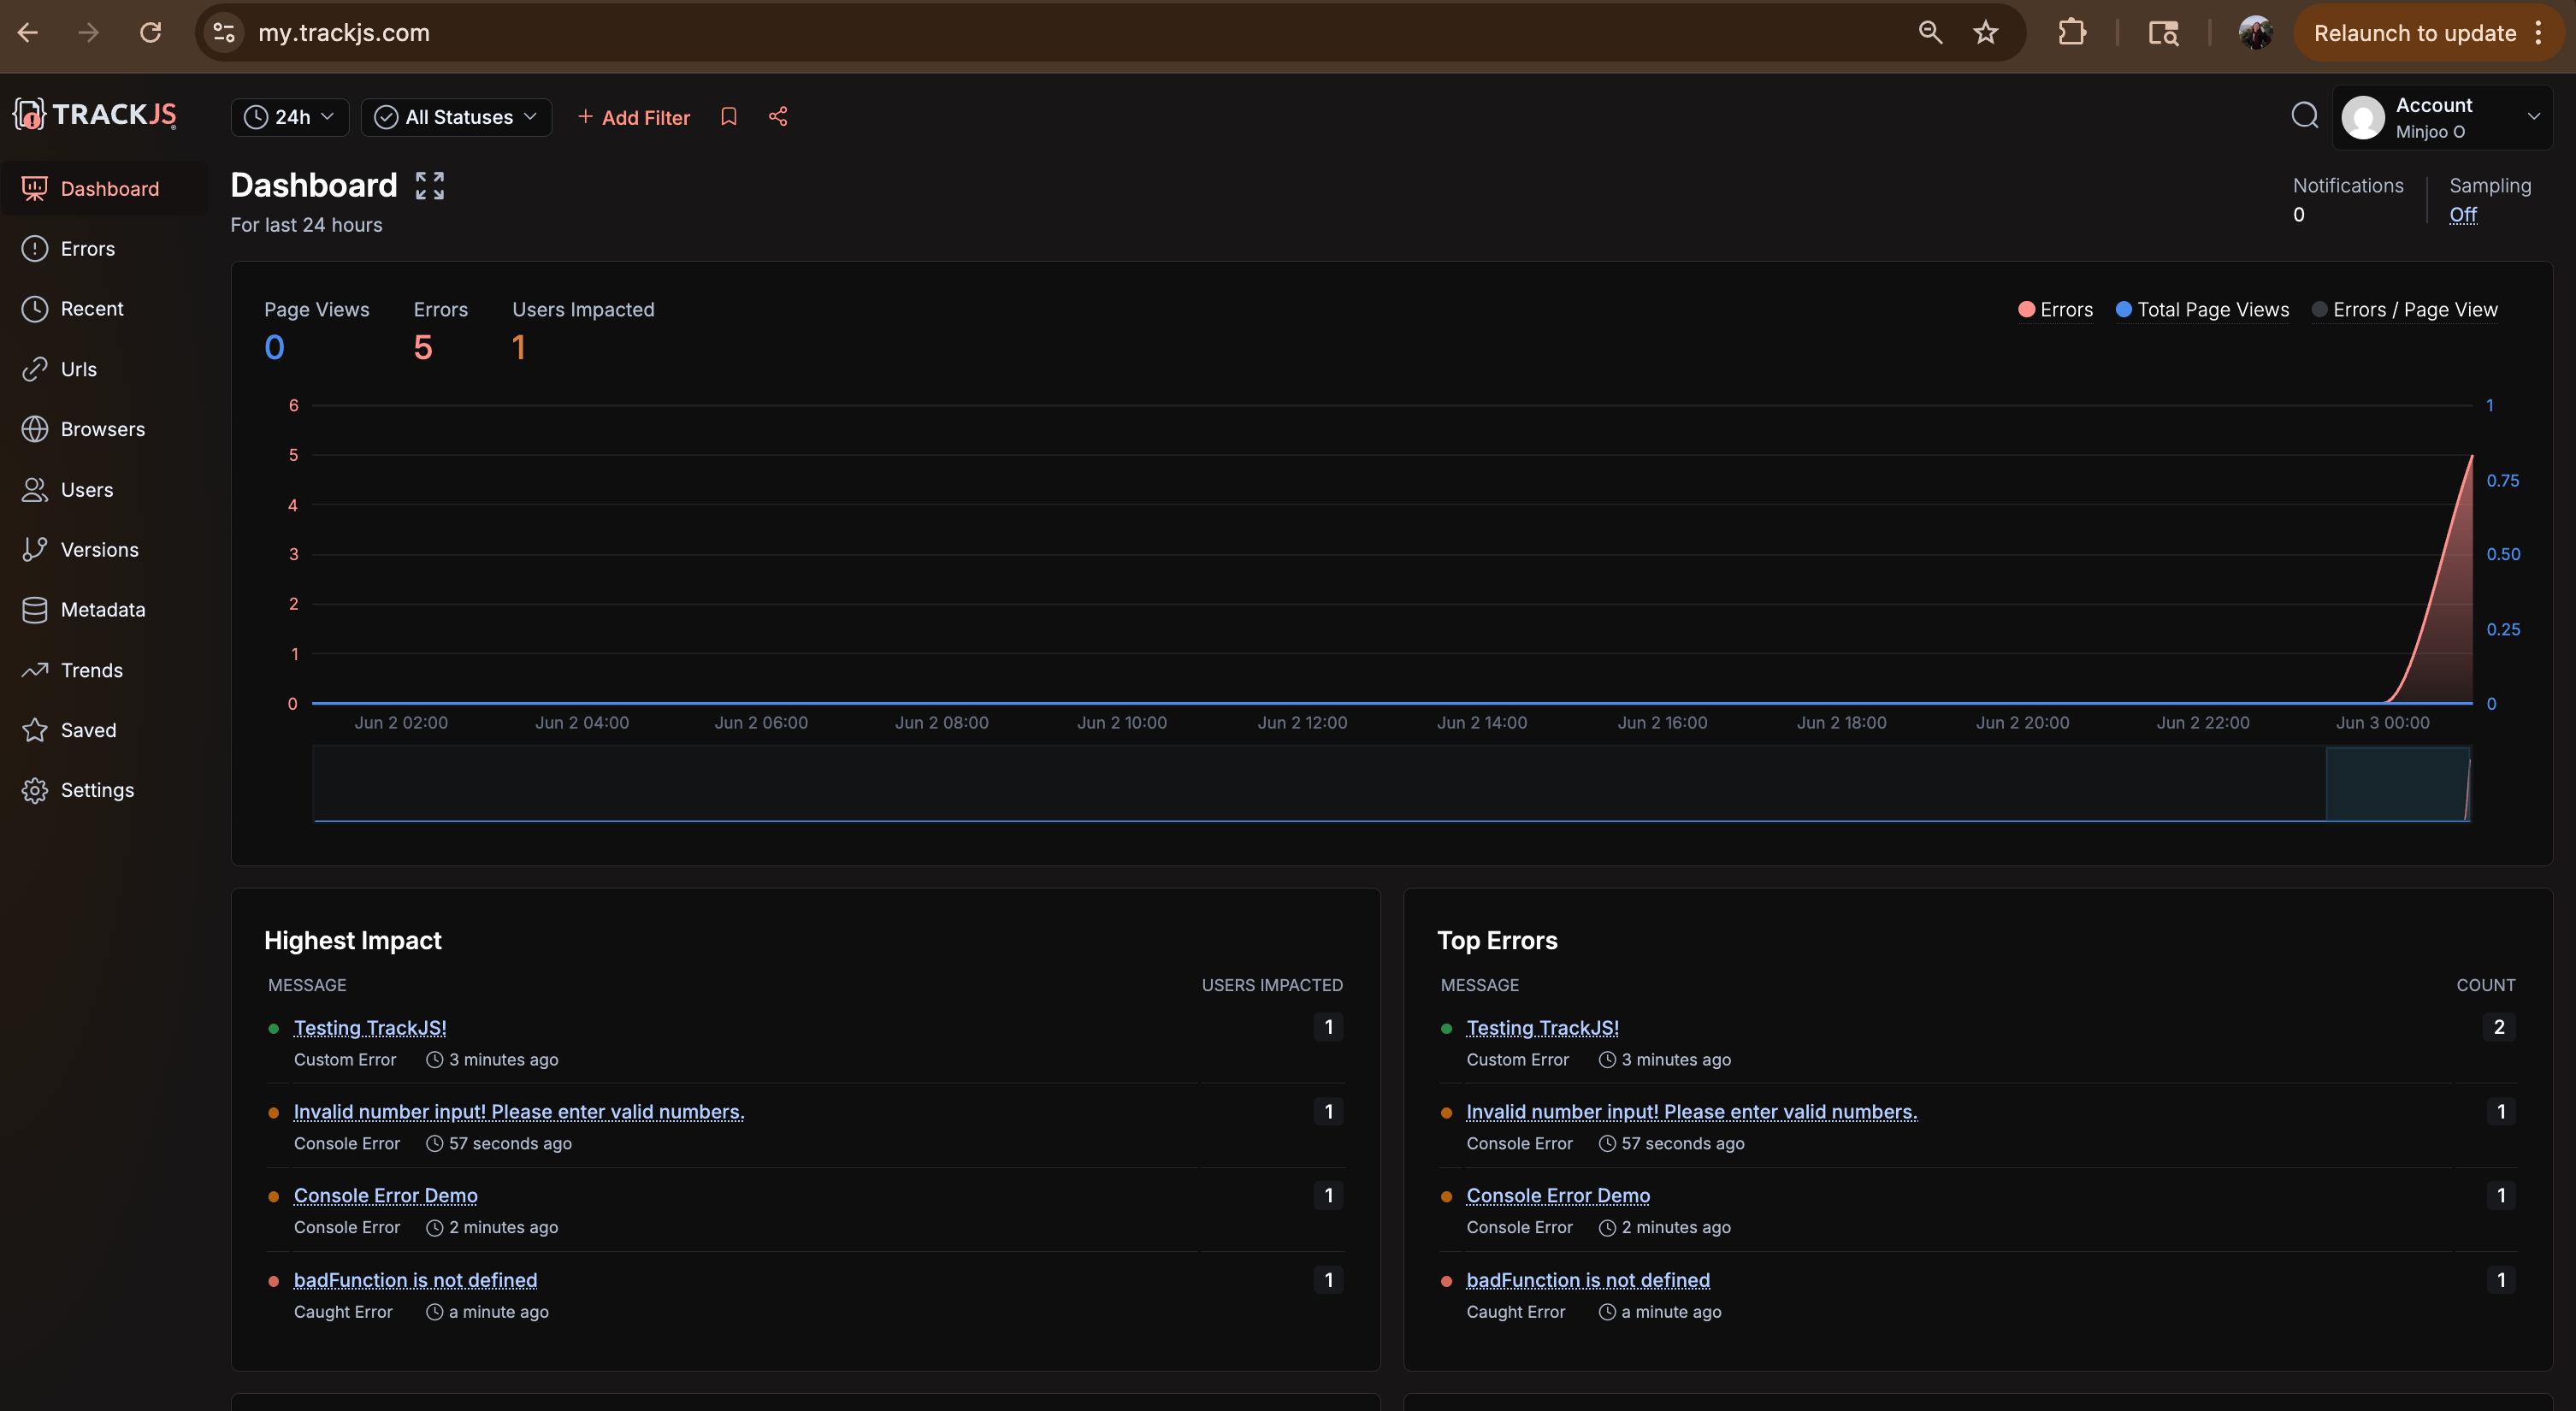 my.trackjs.com
Relaunch to update
TRACKJS
24h
All Statuses
+ Add Filter
Account
Minjoo O
Dashboard
Errors
Recent
Urls
Browsers
Users
Versions
Metadata
Trends
Saved
Settings
Dashboard
For last 24 hours
Notifications
0
Sampling
Off
Page Views
0
Errors
5
Users Impacted
1
Errors
Total Page Views
Errors / Page View
6
5
4
3
2
1
0
1
0.75
0.50
0.25
0
Jun 2 02:00
Jun 2 04:00
Jun 2 06:00
Jun 2 08:00
Jun 2 10:00
Jun 2 12:00
Jun 2 14:00
Jun 2 16:00
Jun 2 18:00
Jun 2 20:00
Jun 2 22:00
Jun 3 00:00
Highest Impact
MESSAGE USERS IMPACTED
Testing TrackJS! 1
Custom Error 3 minutes ago
Invalid number input! Please enter valid numbers. 1
Console Error 57 seconds ago
Console Error Demo 1
Console Error 2 minutes ago
badFunction is not defined 1
Caught Error a minute ago
Top Errors
MESSAGE COUNT
Testing TrackJS! 2
Custom Error 3 minutes ago
Invalid number input! Please enter valid numbers. 1
Console Error 57 seconds ago
Console Error Demo 1
Console Error 2 minutes ago
badFunction is not defined 1
Caught Error a minute ago